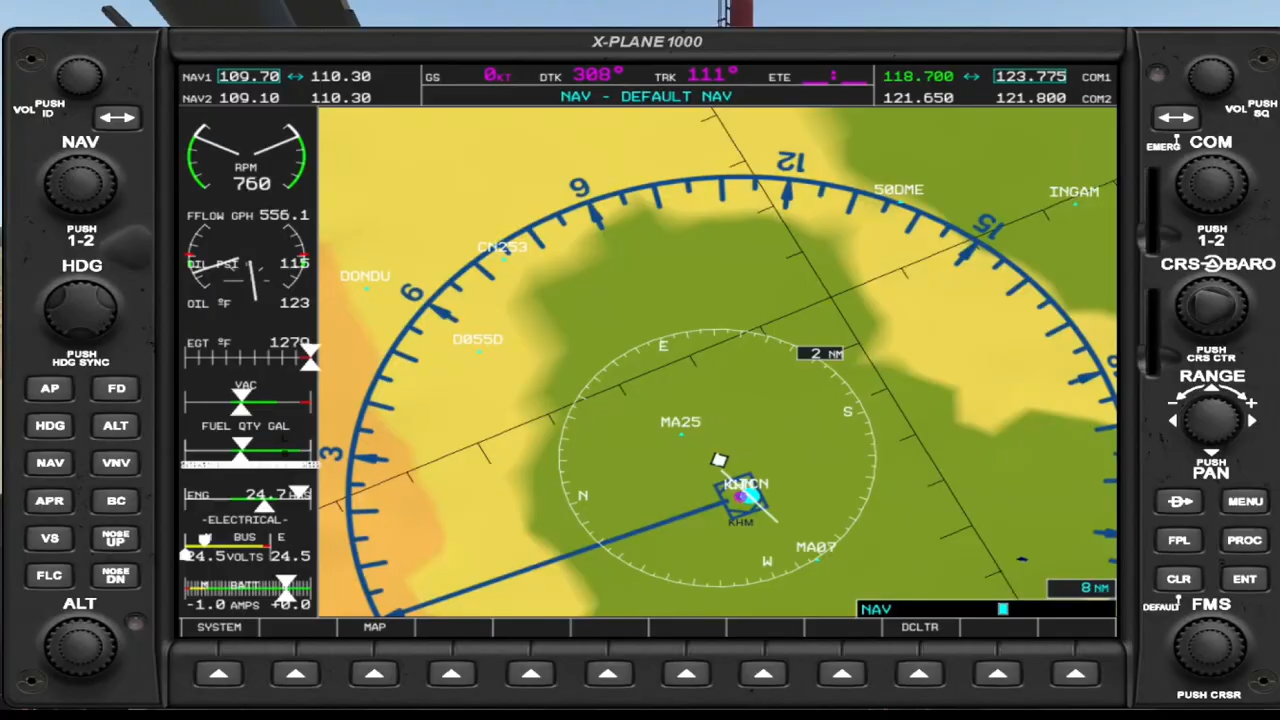 X-PLANE 1000
NAV1 109.70 ↔ 110.30
NAV2 109.10 110.30
GS 0KT DTK 308° TRK 111° ETE __:__
NAV - DEFAULT NAV
118.700 ↔ 123.775 COM1
121.650 121.800 COM2
VOL PUSH ID
NAV
PUSH 1-2
HDG
PUSH HDG SYNC
AP FD
HDG ALT
NAV VNV
APR BC
VS NOSE UP
FLC NOSE DN
ALT
RPM
760
FFLOW GPH 556.1
OIL PSI 115
OIL °F 123
EGT °F 1279
VAC
FUEL QTY GAL
ENG 24.7 HRS
-ELECTRICAL-
M BUS E
24.5 VOLTS 24.5
M BATT
-1.0 AMPS +0.0
12
6
15
9
3
50DME
INGAM
CN253
DONDU
D055D
E
2 NM
S
MA25
N
KHM
MA07
W
8 NM
NAV
SYSTEM MAP DCLTR
VOL PUSH SQ
EMERG COM
PUSH 1-2
CRS BARO
PUSH CRS CTR
RANGE
- +
PUSH PAN
D MENU
FPL PROC
CLR ENT
DEFAULT FMS
PUSH CRSR